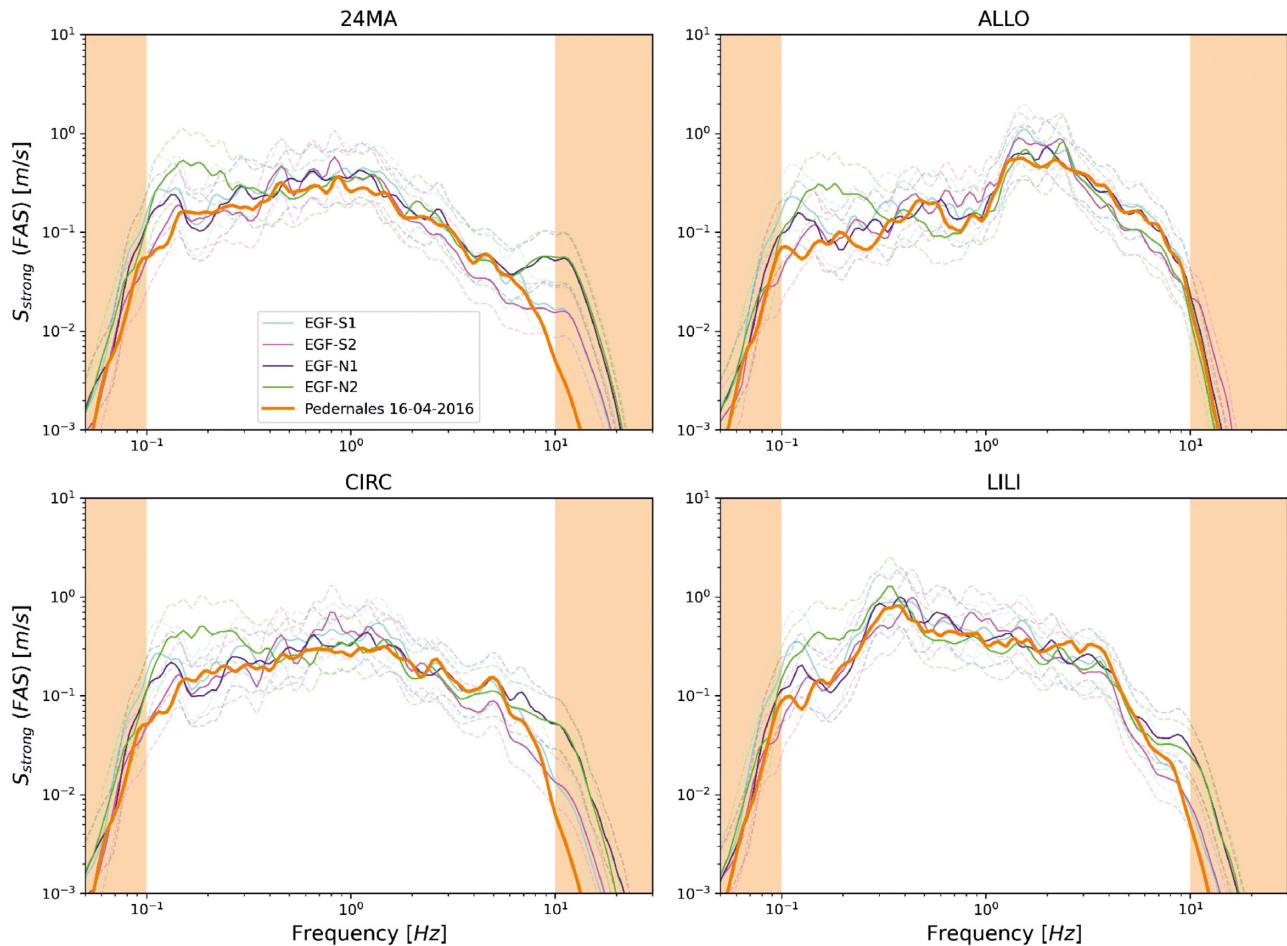 24MA
ALLO
S_strong (FAS) [m/s]
10^1
10^0
10^-1
10^-2
10^-3
10^1
10^0
10^-1
10^-2
10^-3
EGF-S1
EGF-S2
EGF-N1
EGF-N2
Pedernales 16-04-2016
10^-1
10^0
10^1
10^-1
10^0
10^1
CIRC
LILI
S_strong (FAS) [m/s]
10^1
10^0
10^-1
10^-2
10^-3
10^1
10^0
10^-1
10^-2
10^-3
10^-1
10^0
10^1
10^-1
10^0
10^1
Frequency [Hz]
Frequency [Hz]